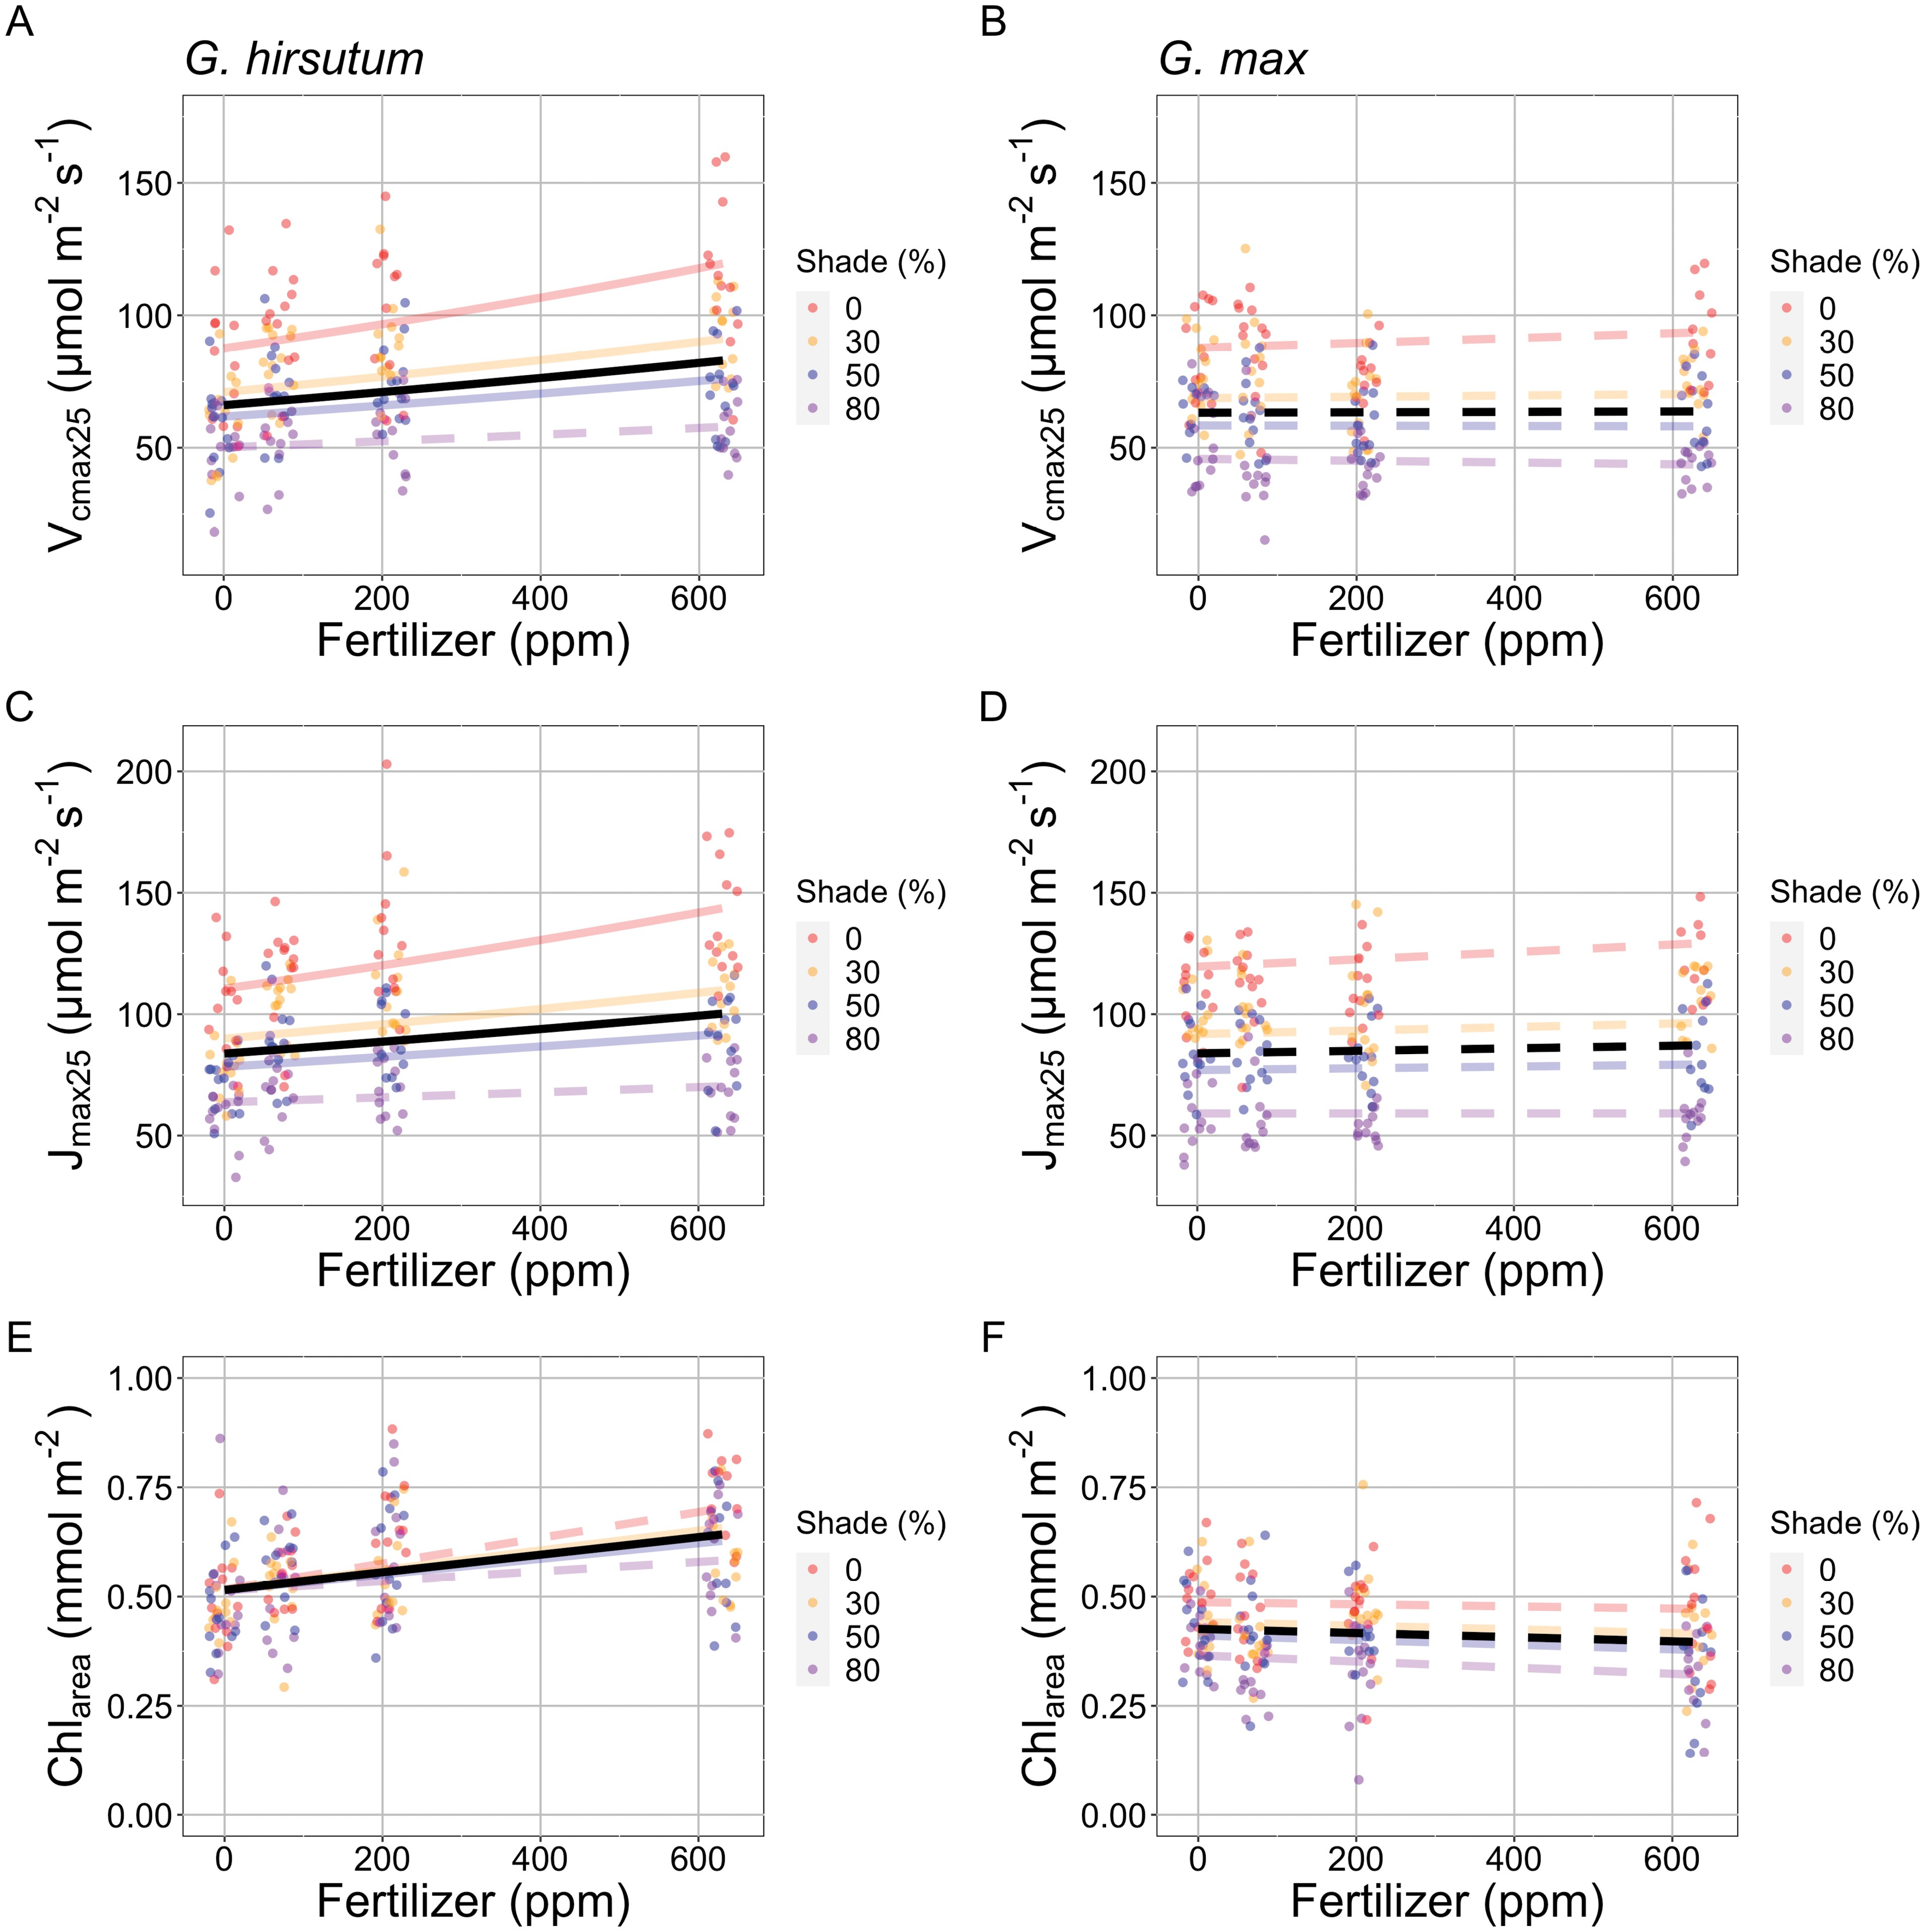 A
B
G. hirsutum
G. max
Vcmax25 (μmol m-2 s-1)
150
100
50
0 200 400 600
Fertilizer (ppm)
Shade (%)
0
30
50
80
Vcmax25 (μmol m-2 s-1)
150
100
50
0 200 400 600
Fertilizer (ppm)
Shade (%)
0
30
50
80
C
Jmax25 (μmol m-2 s-1)
200
150
100
50
0 200 400 600
Fertilizer (ppm)
Shade (%)
0
30
50
80
D
Jmax25 (μmol m-2 s-1)
200
150
100
50
0 200 400 600
Fertilizer (ppm)
Shade (%)
0
30
50
80
E
Chlarea (mmol m-2)
1.00
0.75
0.50
0.25
0.00
0 200 400 600
Fertilizer (ppm)
Shade (%)
0
30
50
80
F
Chlarea (mmol m-2)
1.00
0.75
0.50
0.25
0.00
0 200 400 600
Fertilizer (ppm)
Shade (%)
0
30
50
80